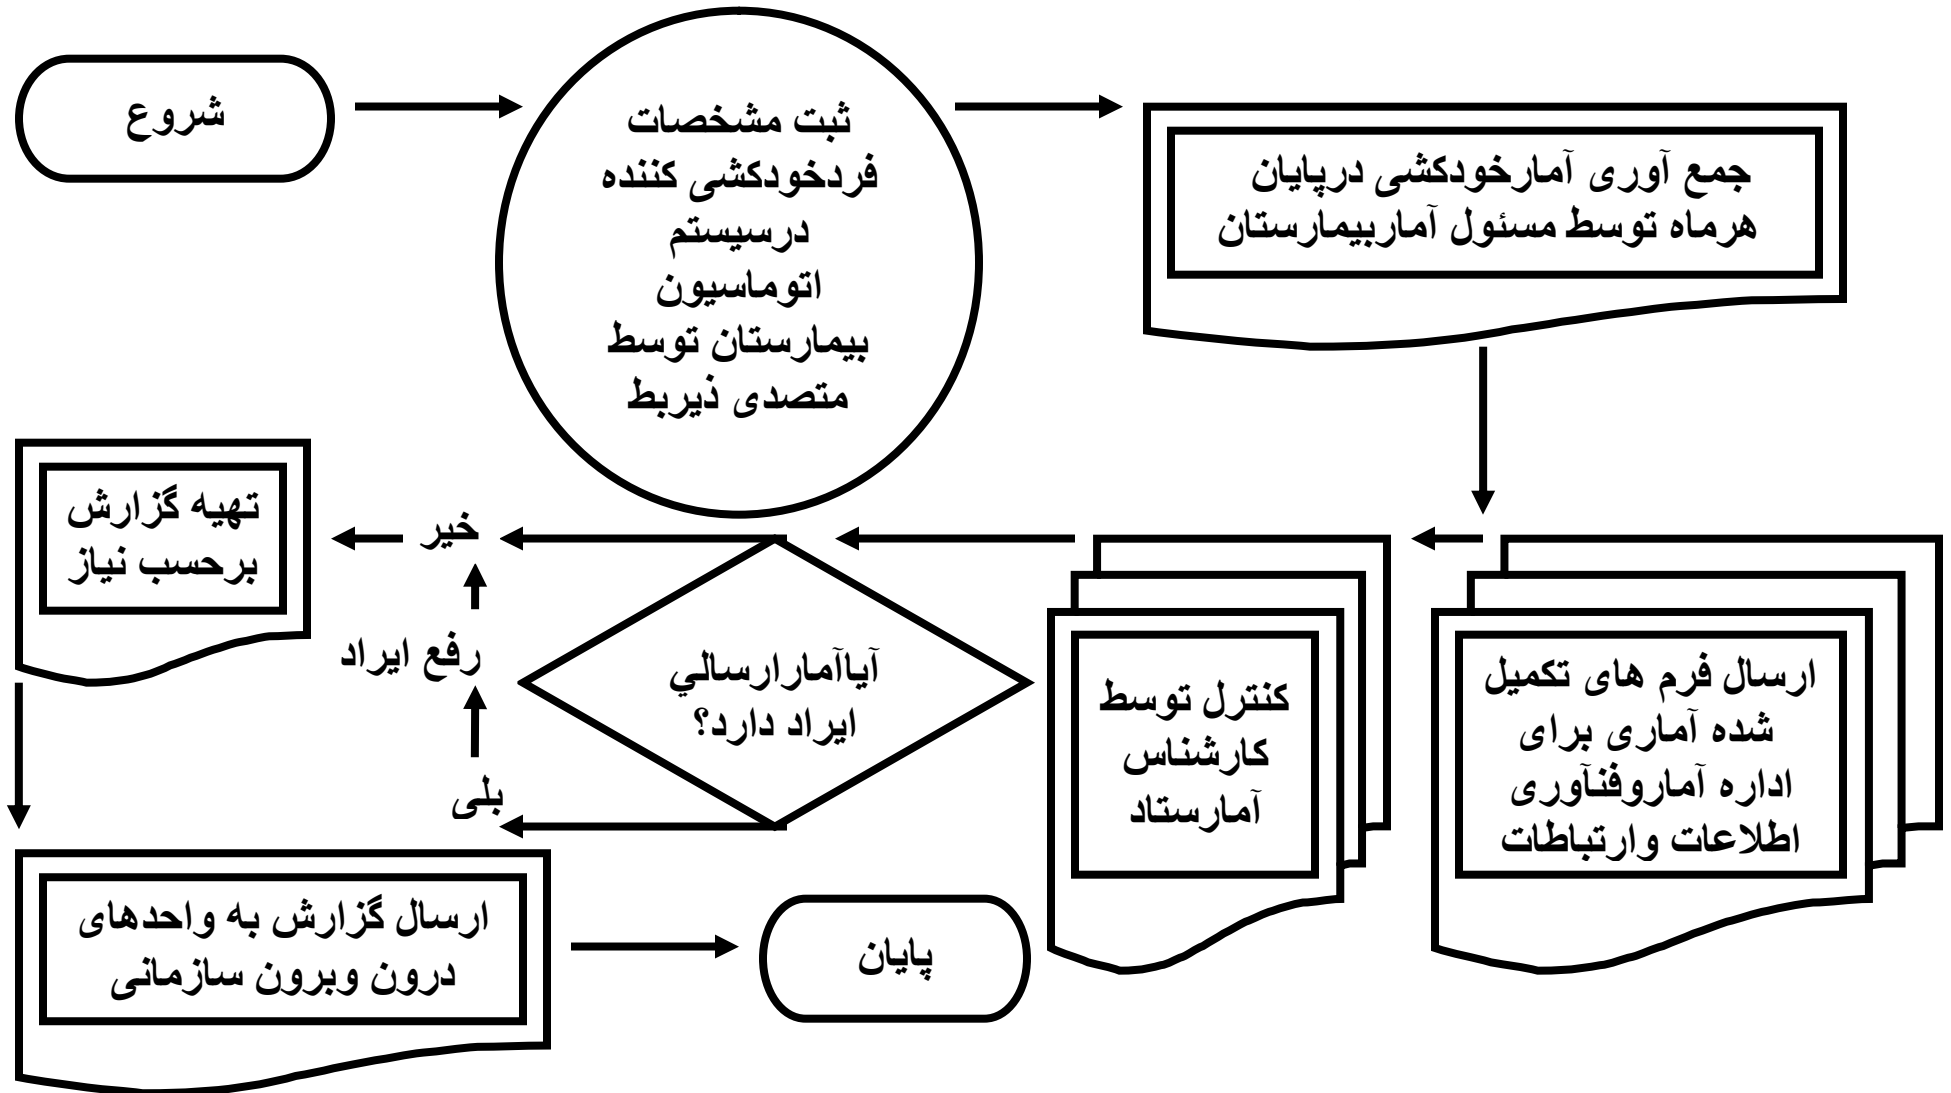 شروع
ثبت مشخصات
فردخودکشی کننده
درسیستم
اتوماسیون
بیمارستان توسط
متصدی ذیربط
جمع آوری آمارخودکشی درپایان
هرماه توسط مسئول آماربیمارستان
ارسال فرم های تکمیل
شده آماری برای
اداره آماروفنآوری
اطلاعات وارتباطات
کنترل توسط
کارشناس
آمارستاد
آياآمارارسالي
ایراد دارد؟
خیر
رفع ایراد
بلی
تهیه گزارش
برحسب نیاز
ارسال گزارش به واحدهای
درون وبرون سازمانی
پایان